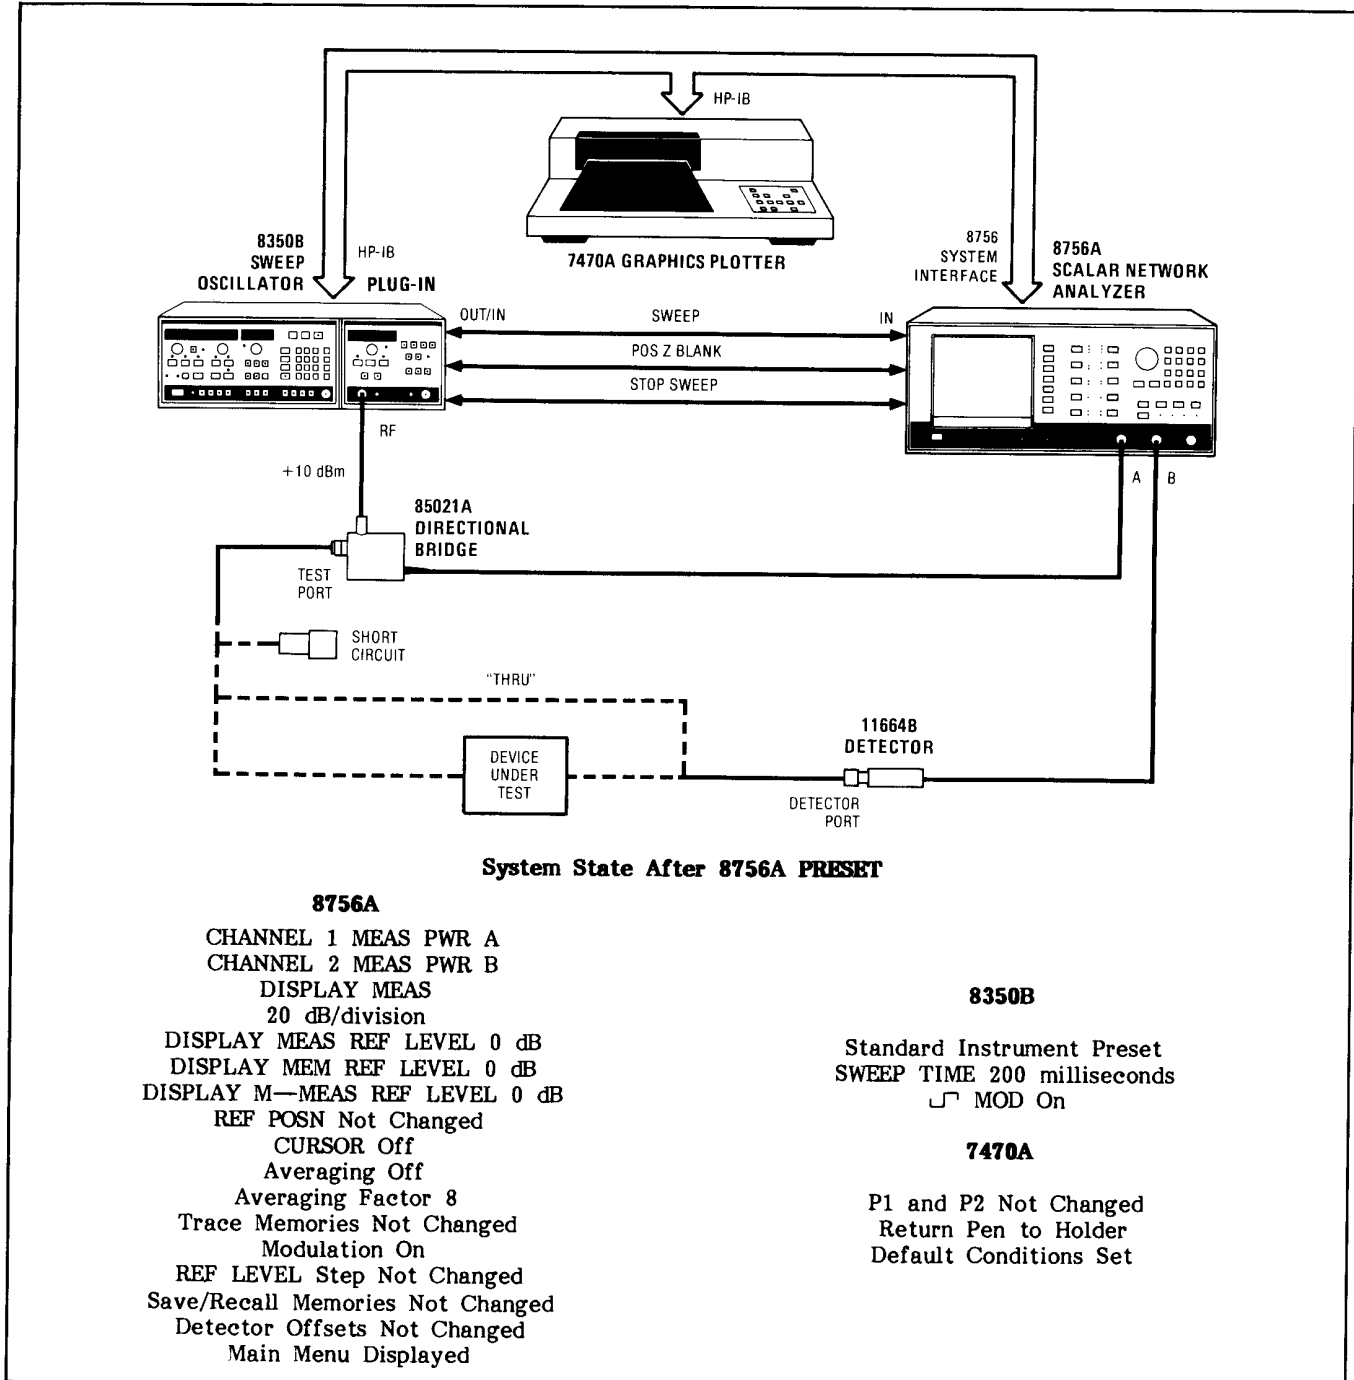 HP-IB
8350B
SWEEP
OSCILLATOR
HP-IB
PLUG-IN
7470A GRAPHICS PLOTTER
8756
SYSTEM
INTERFACE
8756A
SCALAR NETWORK
ANALYZER
OUT/IN
SWEEP
IN
POS Z BLANK
STOP SWEEP
RF
+10 dBm
A
B
85021A
DIRECTIONAL
BRIDGE
TEST
PORT
SHORT
CIRCUIT
"THRU"
DEVICE
UNDER
TEST
11664B
DETECTOR
DETECTOR
PORT
System State After 8756A PRESET
8756A
CHANNEL 1 MEAS PWR A
CHANNEL 2 MEAS PWR B
DISPLAY MEAS
20 dB/division
DISPLAY MEAS REF LEVEL 0 dB
DISPLAY MEM REF LEVEL 0 dB
DISPLAY M—MEAS REF LEVEL 0 dB
REF POSN Not Changed
CURSOR Off
Averaging Off
Averaging Factor 8
Trace Memories Not Changed
Modulation On
REF LEVEL Step Not Changed
Save/Recall Memories Not Changed
Detector Offsets Not Changed
Main Menu Displayed
8350B
Standard Instrument Preset
SWEEP TIME 200 milliseconds
MOD On
7470A
P1 and P2 Not Changed
Return Pen to Holder
Default Conditions Set